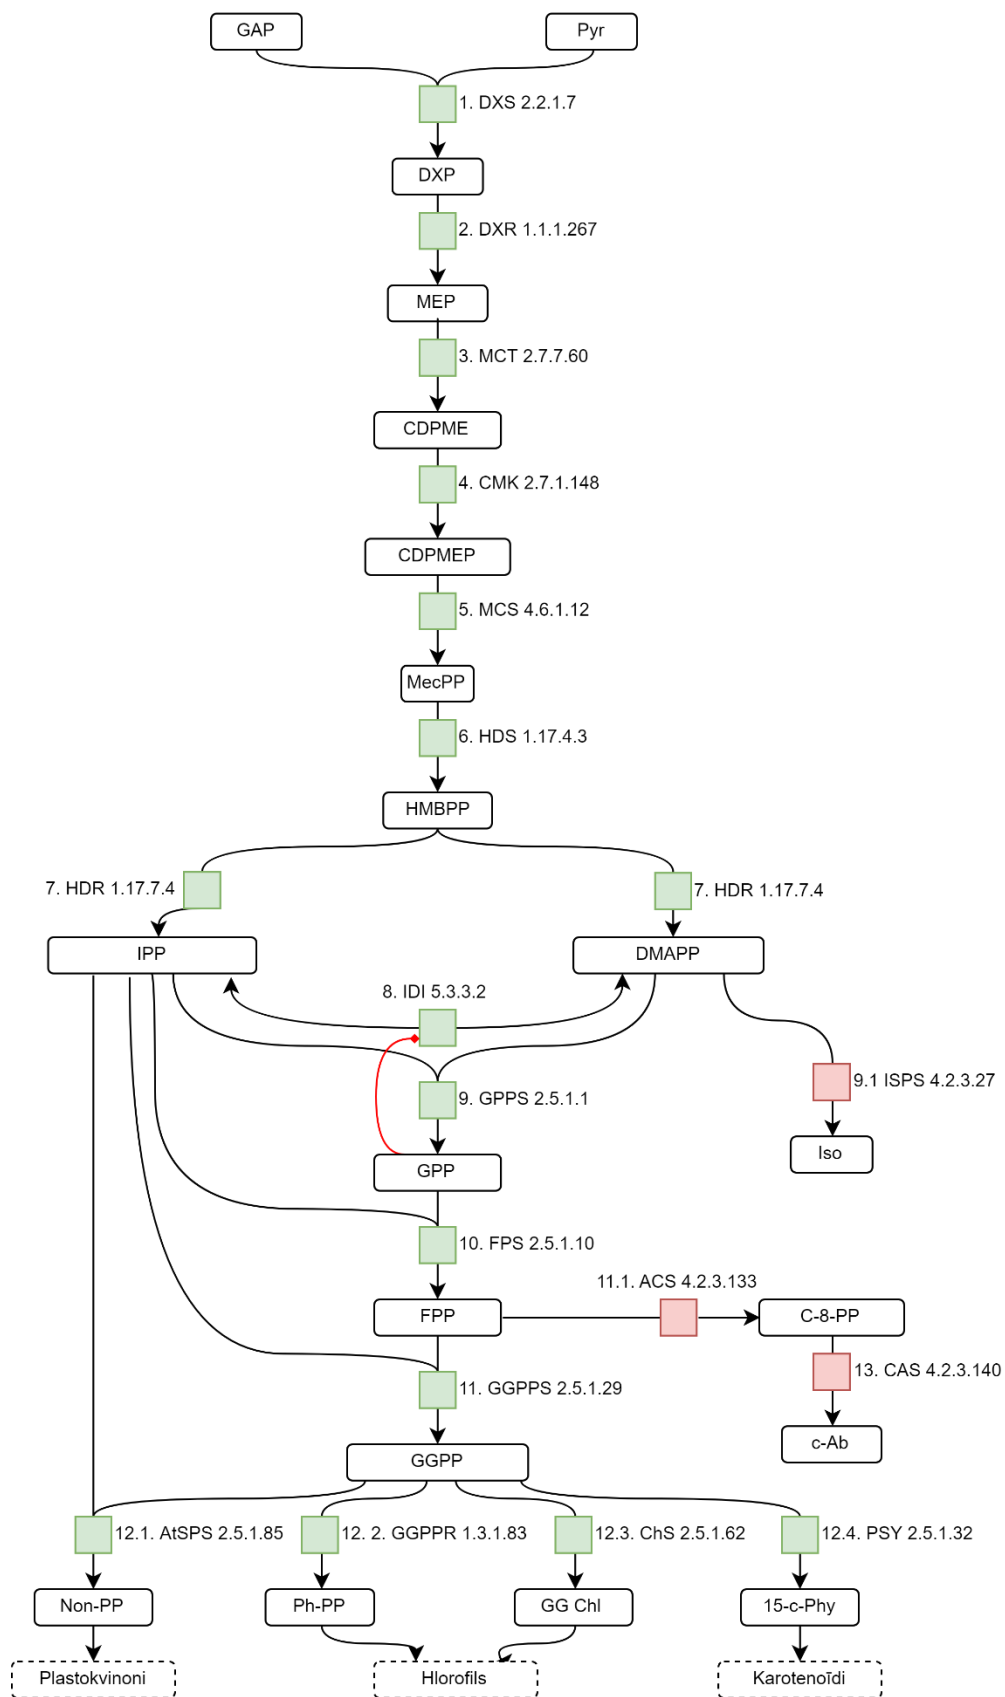 GAP
Pyr
1. DXS 2.2.1.7
DXP
2. DXR 1.1.1.267
MEP
3. MCT 2.7.7.60
CDPME
4. CMK 2.7.1.148
CDPMEP
5. MCS 4.6.1.12
MecPP
6. HDS 1.17.4.3
HMBPP
7. HDR 1.17.7.4
7. HDR 1.17.7.4
IPP
DMAPP
8. IDI 5.3.3.2
9. GPPS 2.5.1.1
9.1 ISPS 4.2.3.27
GPP
Iso
10. FPS 2.5.1.10
11.1. ACS 4.2.3.133
FPP
C-8-PP
11. GGPPS 2.5.1.29
13. CAS 4.2.3.140
c-Ab
GGPP
12.1. AtSPS 2.5.1.85
12. 2. GGPPR 1.3.1.83
12.3. ChS 2.5.1.62
12.4. PSY 2.5.1.32
Non-PP
Ph-PP
GG Chl
15-c-Phy
Plastokvinoni
Hlorofils
Karotenoīdi